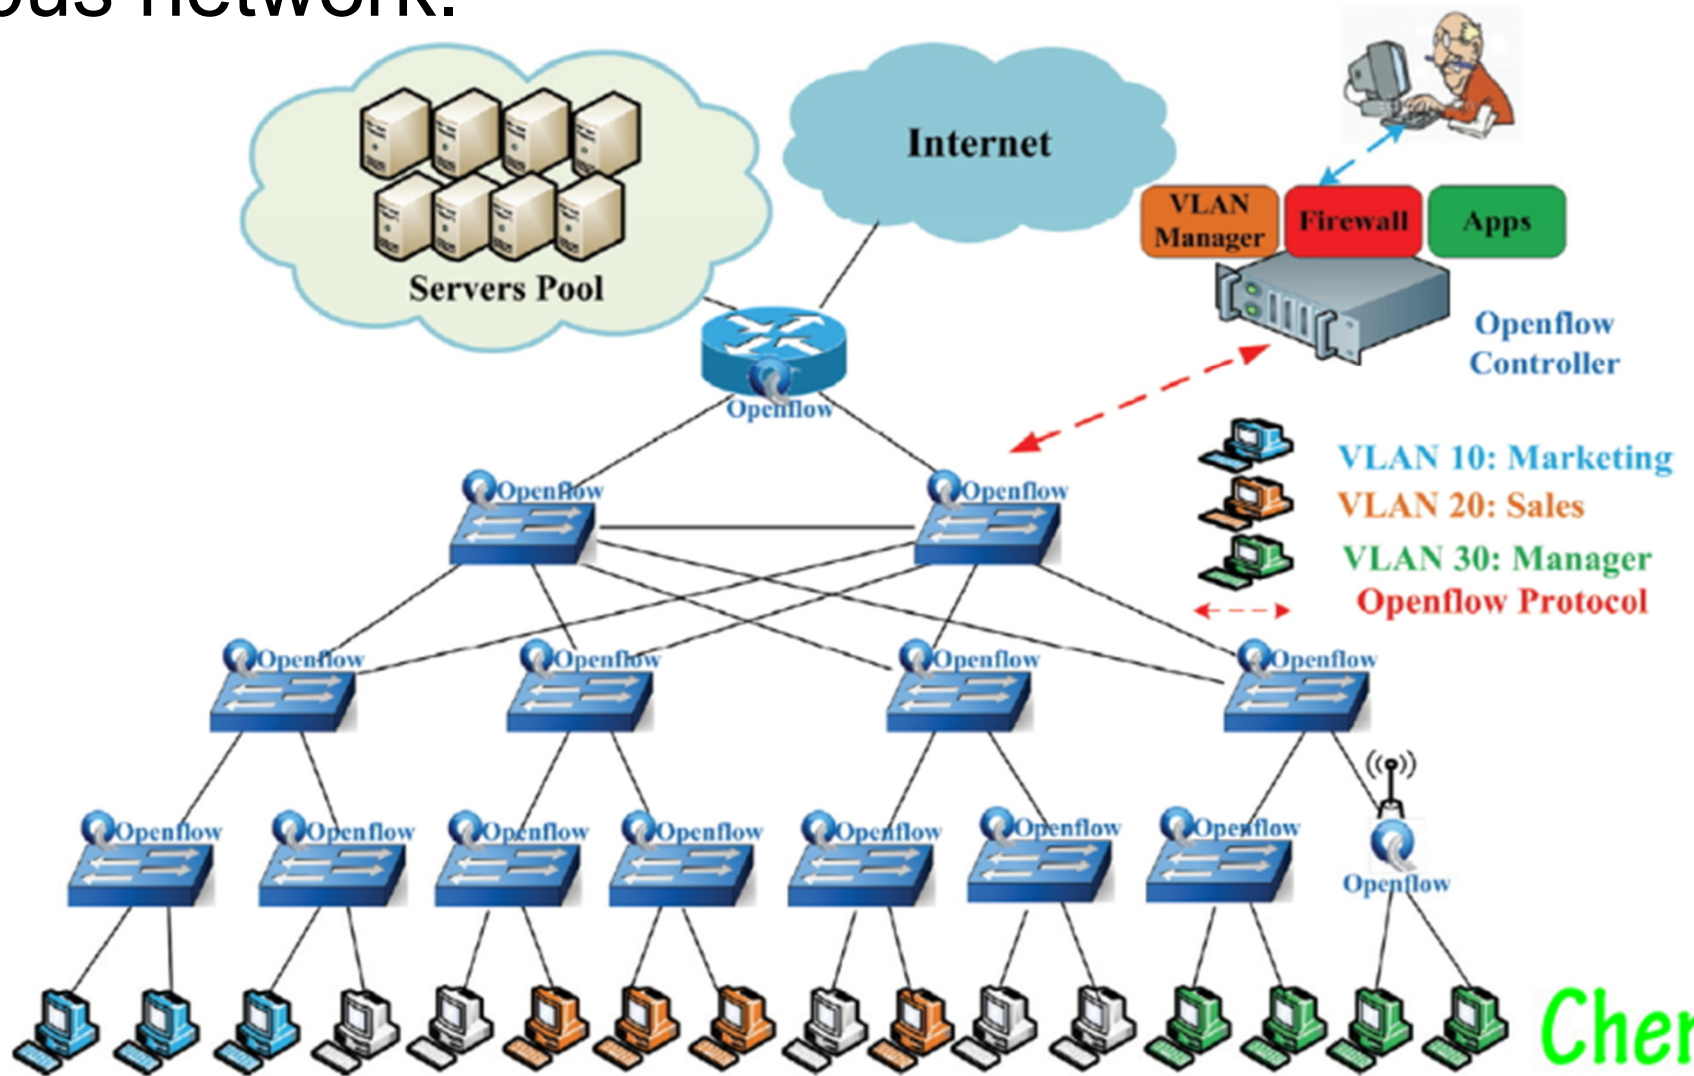 network.
Internet
VLAN
Manager
Firewall
Apps
Servers Pool
Openflow
Controller
Openflow
VLAN 10: Marketing
VLAN 20: Sales
VLAN 30: Manager
Openflow Protocol
Openflow
Openflow
Openflow
Openflow
Openflow
Openflow
Openflow
Openflow
Openflow
Openflow
Openflow
Openflow
Openflow
Openflow